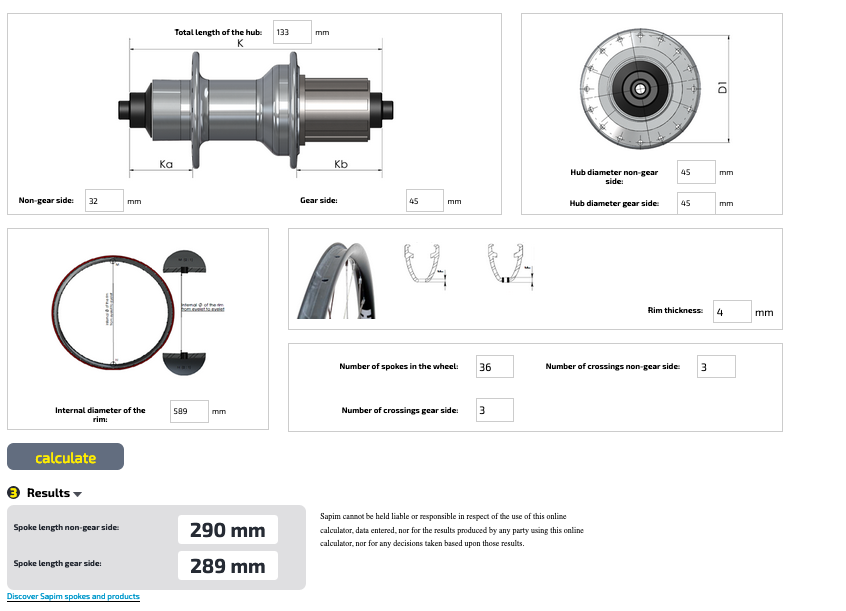 Total length of the hub: 133 mm
K
Ka
Kb
Non-gear side: 32 mm
Gear side: 45 mm
D1
Hub diameter non-gear side: 45 mm
Hub diameter gear side: 45 mm
internal Ø of the rim
from eyelet to eyelet
Internal diameter of the rim: 589 mm
Rim thickness: 4 mm
Number of spokes in the wheel: 36
Number of crossings non-gear side: 3
Number of crossings gear side: 3
calculate
3 Results
Spoke length non-gear side: 290 mm
Spoke length gear side: 289 mm
Sapim cannot be held liable or responsible in respect of the use of this online
calculator, data entered, nor for the results produced by any party using this online
calculator, nor for any decisions taken based upon those results.
Discover Sapim spokes and products